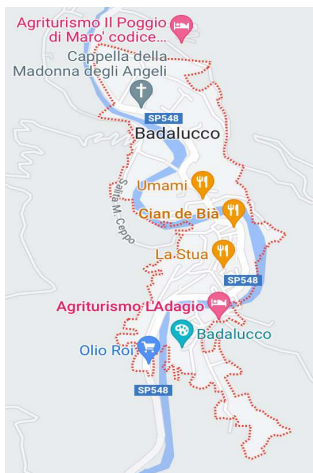 Agriturismo Il Poggio
di Maro' codice...
Cappella della
Madonna degli Angeli
SP548
Badalucco
Umami
Salita M. Ceppo
Cian de Bià
La Stua
SP548
Agriturismo L'Adagio
Badalucco
Olio Roi
SP548